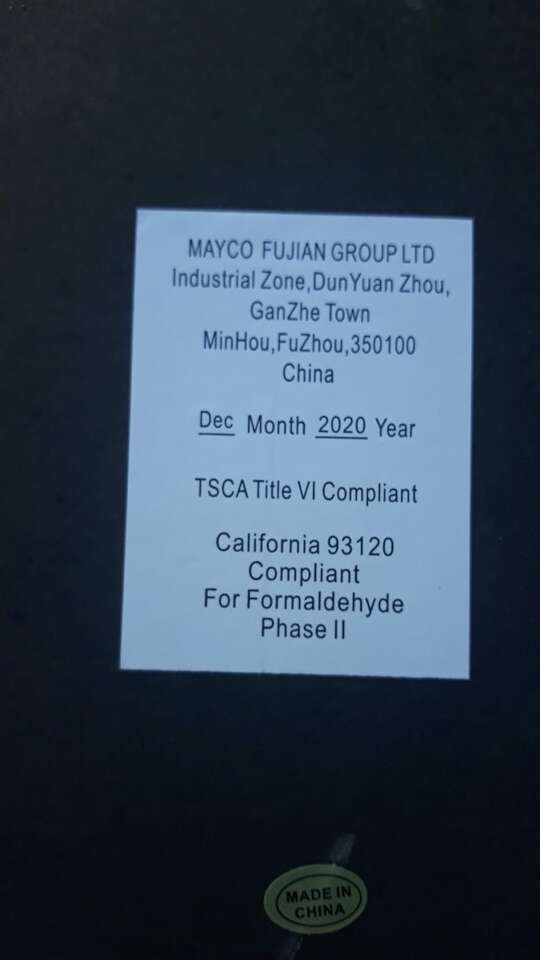 MAYCO FUJIAN GROUP LTD
Industrial Zone,DunYuan Zhou,
GanZhe Town
MinHou,FuZhou,350100
China
Dec Month 2020 Year
TSCA Title VI Compliant
California 93120
Compliant
For Formaldehyde
Phase II
MADE IN
CHINA